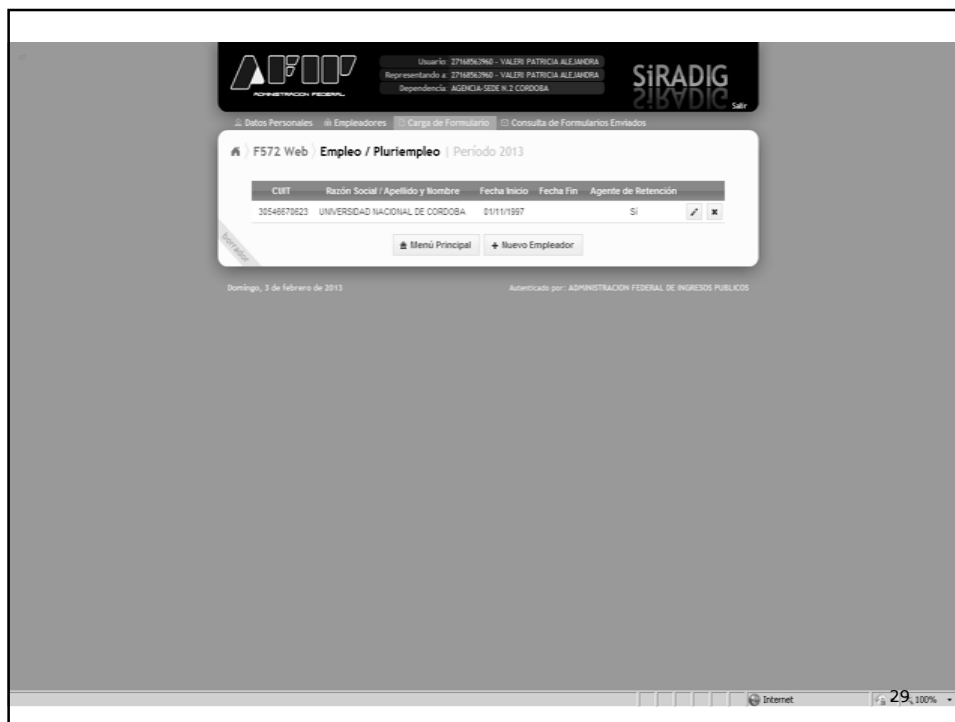 AFIP
ADMINISTRACION FEDERAL
Usuario: 27168563960 - VALERI PATRICIA ALEJANDRA
Representando a: 27168563960 - VALERI PATRICIA ALEJANDRA
Dependencia: AGENCIA-SEDE N.2 CORDOBA
SiRADIG
Salir
Datos Personales Empleadores Carga de Formulario Consulta de Formularios Enviados
F572 Web Empleo / Pluriempleo | Período 2013
CUIT Razón Social / Apellido y Nombre Fecha Inicio Fecha Fin Agente de Retención
30546670623 UNIVERSIDAD NACIONAL DE CORDOBA 01/11/1997 Sí
borrador
Menú Principal + Nuevo Empleador
Domingo, 3 de febrero de 2013 Autenticado por: ADMINISTRACION FEDERAL DE INGRESOS PUBLICOS
Internet 29 100%